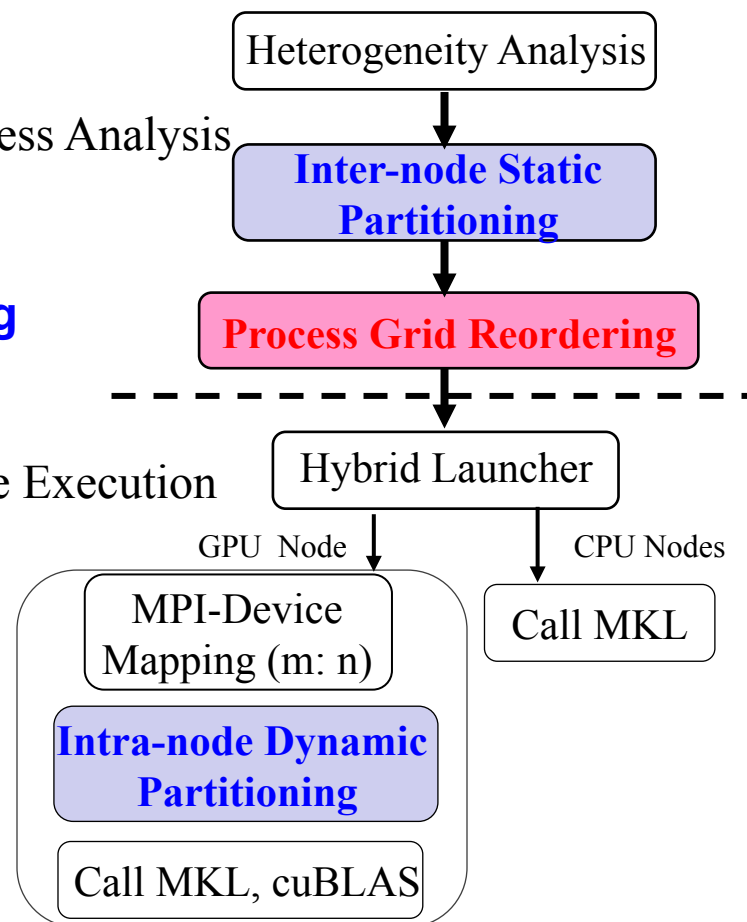 Heterogeneity Analysis
ess Analysis
Inter-node Static
Partitioning
g
Process Grid Reordering
Hybrid Launcher
e Execution
GPU Node
CPU Nodes
MPI-Device
Mapping (m: n)
Call MKL
Intra-node Dynamic
Partitioning
Call MKL, cuBLAS